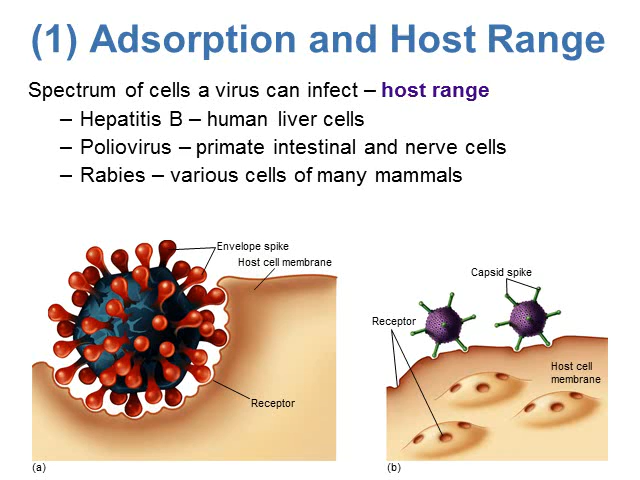 (1) Adsorption and Host Range
Spectrum of cells a virus can infect – host range
– Hepatitis B – human liver cells
– Poliovirus – primate intestinal and nerve cells
– Rabies – various cells of many mammals
Envelope spike
Host cell membrane
Receptor
(a)
Capsid spike
Receptor
Host cell
membrane
(b)